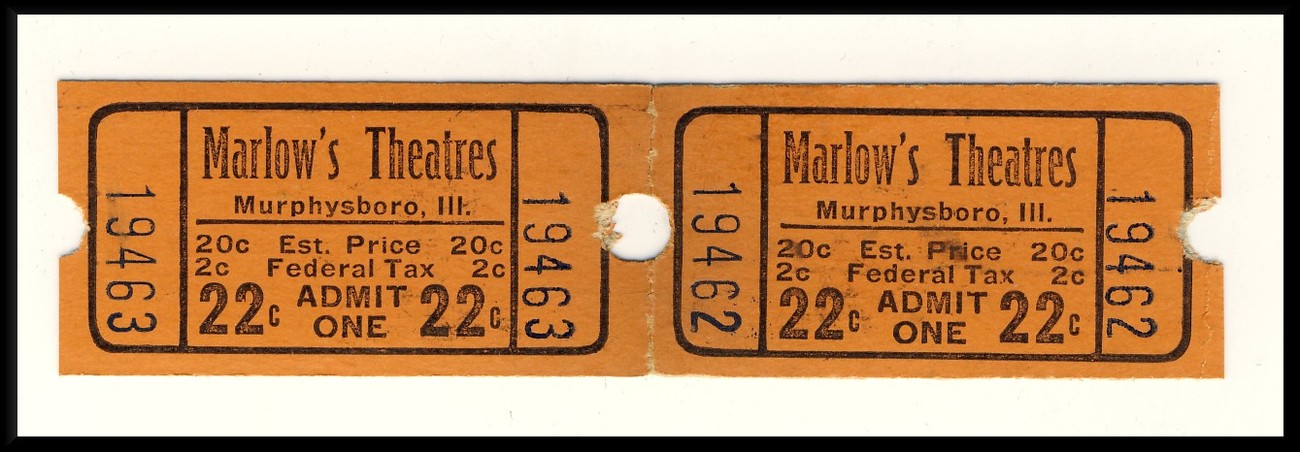 19463
Marlow's Theatres
Murphysboro, Ill.
20c Est. Price 20c
2c Federal Tax 2c
22c ADMIT ONE 22c
19463
19462
Marlow's Theatres
Murphysboro, Ill.
20c Est. Price 20c
2c Federal Tax 2c
22c ADMIT ONE 22c
19462